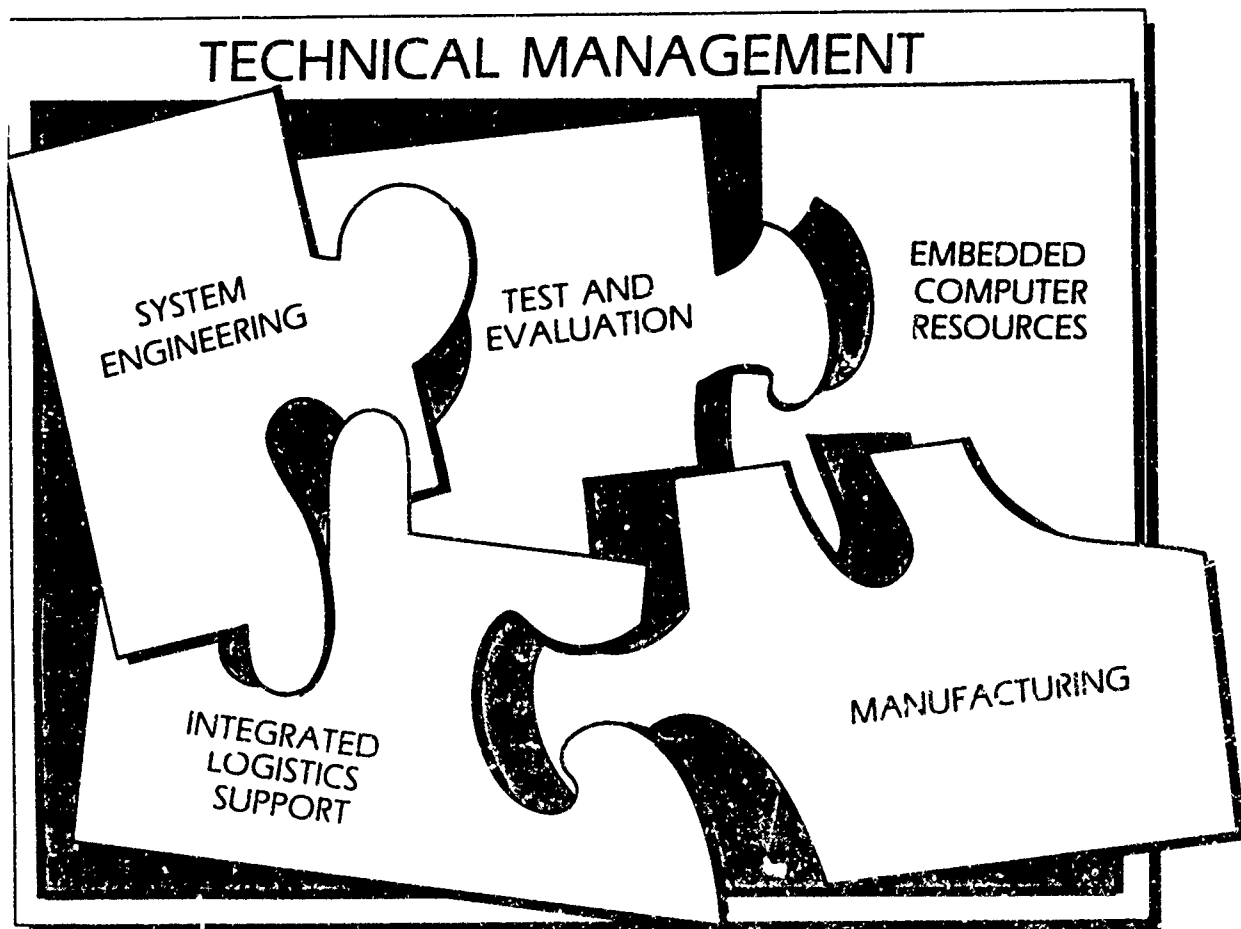 TECHNICAL MANAGEMENT
SYSTEM
ENGINEERING
TEST AND
EVALUATION
EMBEDDED
COMPUTER
RESOURCES
INTEGRATED
LOGISTICS
SUPPORT
MANUFACTURING